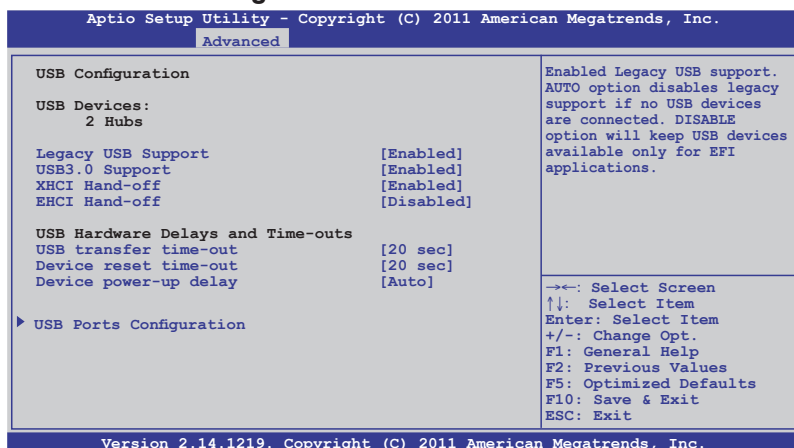 Aptio Setup Utility - Copyright (C) 2011 American Megatrends, Inc.
Advanced
USB Configuration
USB Devices:
2 Hubs
Legacy USB Support [Enabled]
USB3.0 Support [Enabled]
XHCI Hand-off [Enabled]
EHCI Hand-off [Disabled]
USB Hardware Delays and Time-outs
USB transfer time-out [20 sec]
Device reset time-out [20 sec]
Device power-up delay [Auto]
USB Ports Configuration
Enabled Legacy USB support.
AUTO option disables legacy
support if no USB devices
are connected. DISABLE
option will keep USB devices
available only for EFI
applications.
→←: Select Screen
↑↓: Select Item
Enter: Select Item
+/-: Change Opt.
F1: General Help
F2: Previous Values
F5: Optimized Defaults
F10: Save & Exit
ESC: Exit
Version 2.14.1219. Copyright (C) 2011 American Megatrends, Inc.